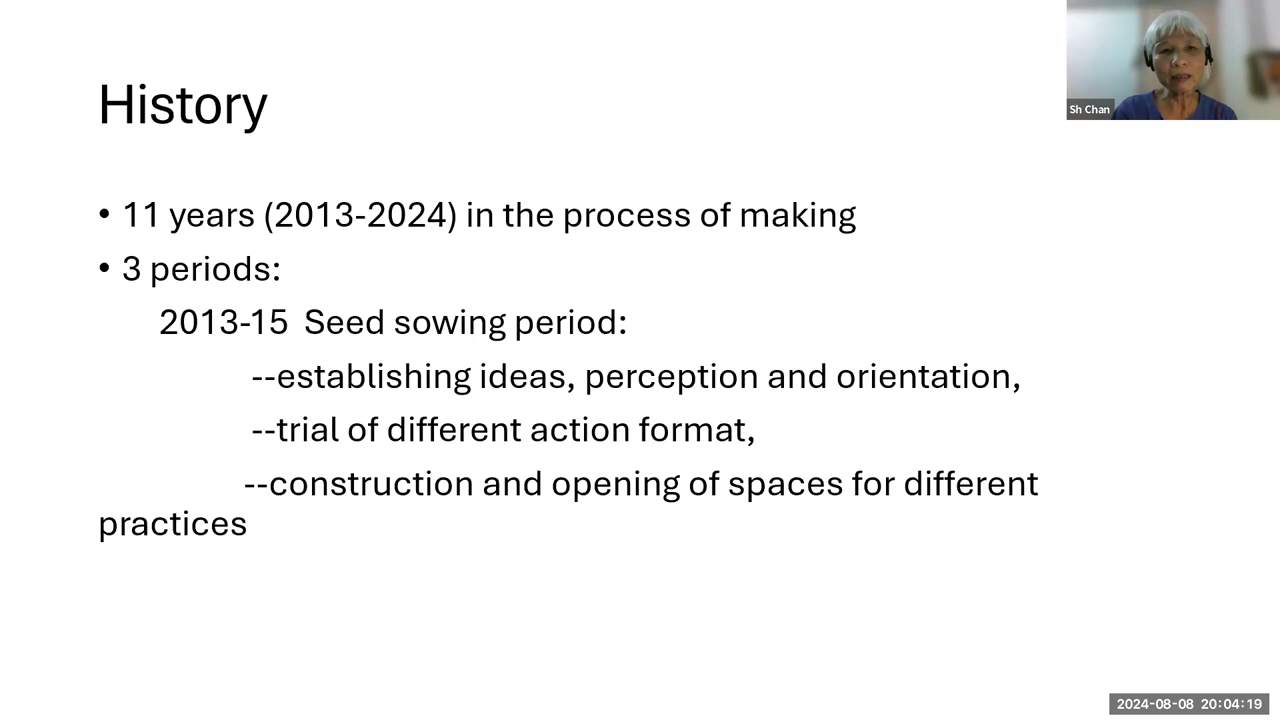 History
Sh Chan
• 11 years (2013-2024) in the process of making
• 3 periods:
2013-15 Seed sowing period:
--establishing ideas, perception and orientation,
--trial of different action format,
--construction and opening of spaces for different
practices
2024-08-08 20:04:19